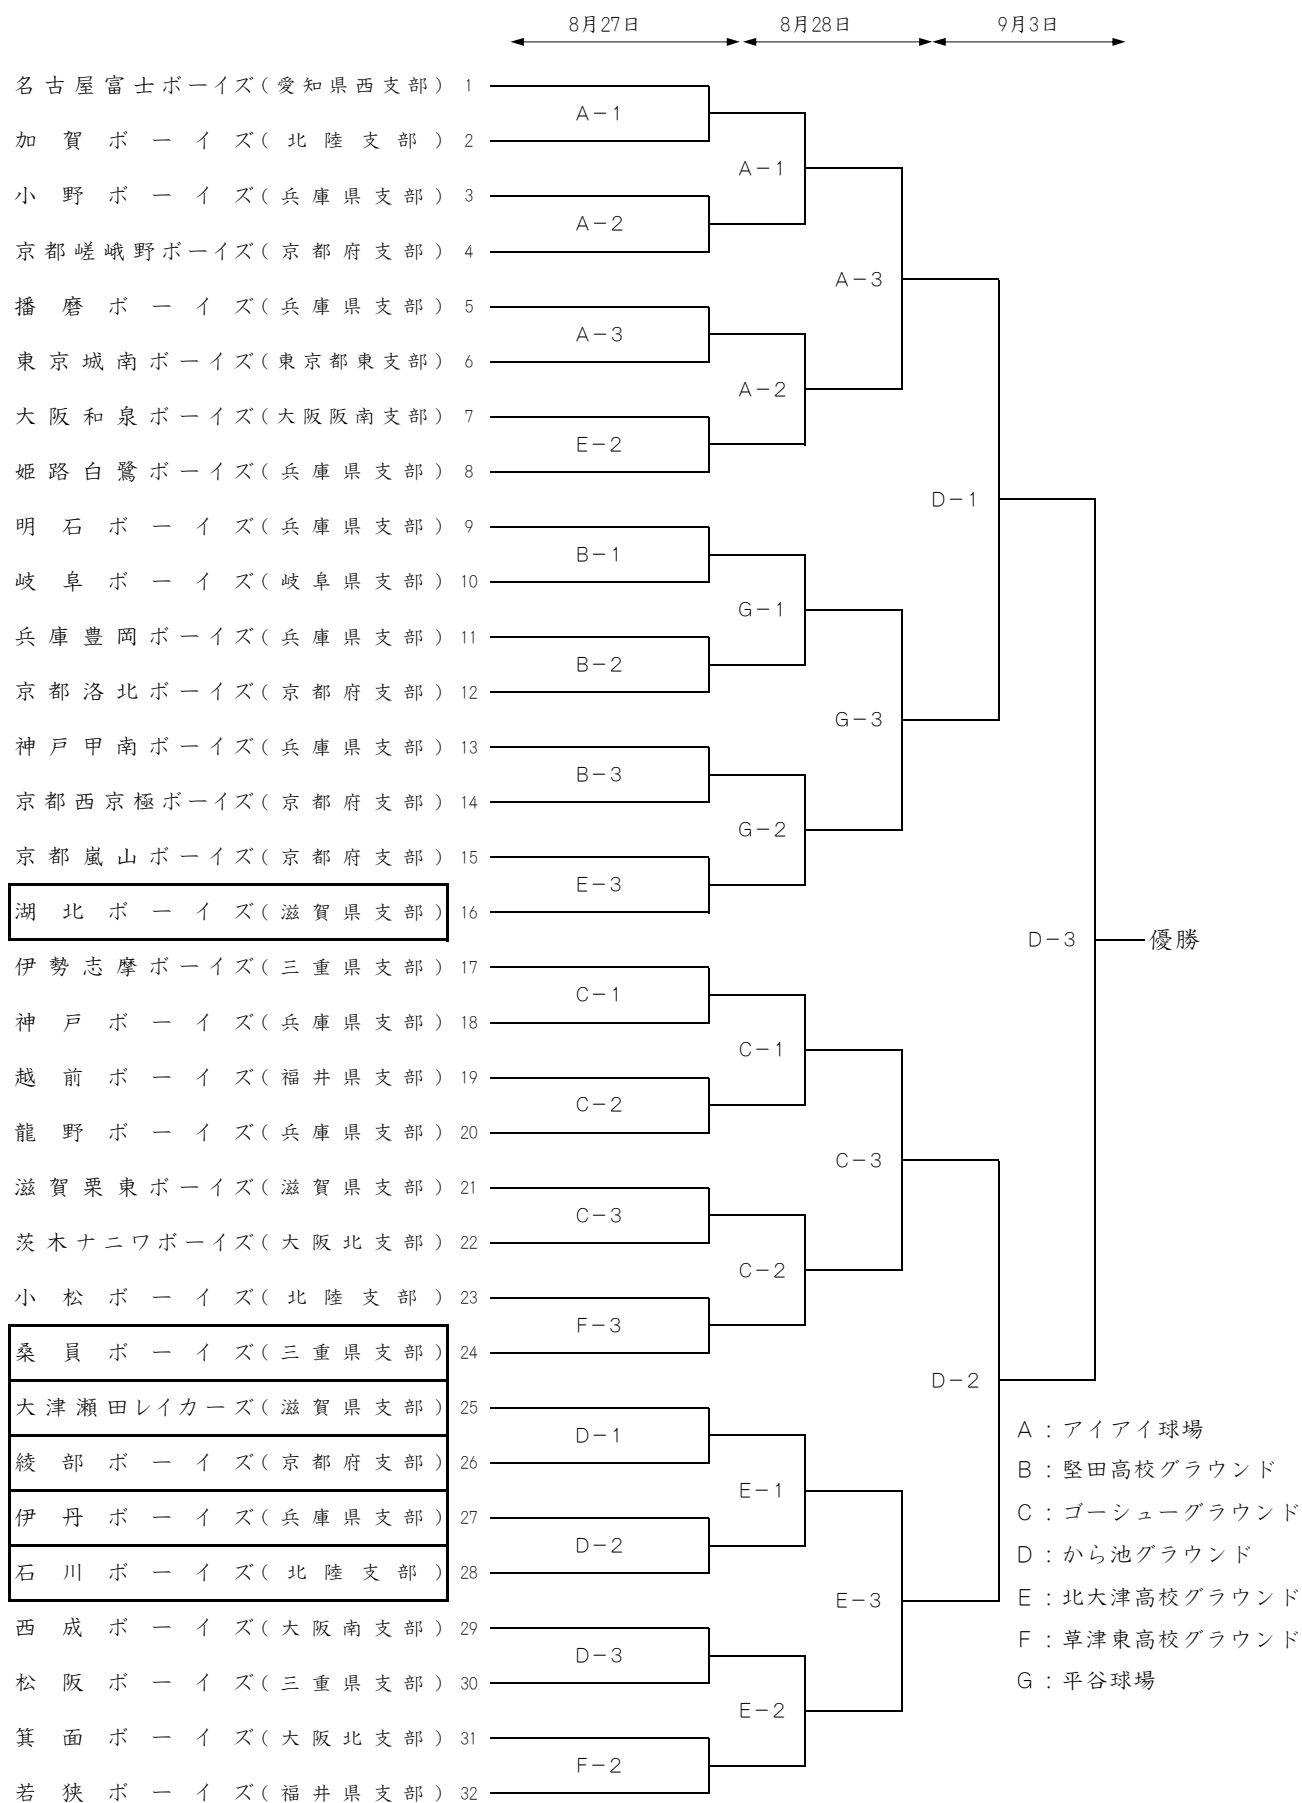 8月27日 8月28日 9月3日
名古屋富士ボーイズ(愛知県西支部) 1
A-1
加賀ボーイズ(北陸支部) 2
A-1
小野ボーイズ(兵庫県支部) 3
A-2
京都嵯峨野ボーイズ(京都府支部) 4
A-3
播磨ボーイズ(兵庫県支部) 5
A-3
東京城南ボーイズ(東京都東支部) 6
A-2
大阪和泉ボーイズ(大阪阪南支部) 7
E-2
姫路白鷺ボーイズ(兵庫県支部) 8
D-1
明石ボーイズ(兵庫県支部) 9
B-1
岐阜ボーイズ(岐阜県支部) 10
G-1
兵庫豊岡ボーイズ(兵庫県支部) 11
B-2
京都洛北ボーイズ(京都府支部) 12
G-3
神戸甲南ボーイズ(兵庫県支部) 13
B-3
京都西京極ボーイズ(京都府支部) 14
G-2
京都嵐山ボーイズ(京都府支部) 15
E-3
湖北ボーイズ(滋賀県支部) 16
D-3 優勝
伊勢志摩ボーイズ(三重県支部) 17
C-1
神戸ボーイズ(兵庫県支部) 18
C-1
越前ボーイズ(福井県支部) 19
C-2
龍野ボーイズ(兵庫県支部) 20
C-3
滋賀栗東ボーイズ(滋賀県支部) 21
C-3
茨木ナニワボーイズ(大阪北支部) 22
C-2
小松ボーイズ(北陸支部) 23
F-3
桑員ボーイズ(三重県支部) 24
D-2
大津瀬田レイカーズ(滋賀県支部) 25
D-1
綾部ボーイズ(京都府支部) 26
E-1
伊丹ボーイズ(兵庫県支部) 27
D-2
石川ボーイズ(北陸支部) 28
E-3
西成ボーイズ(大阪南支部) 29
D-3
松阪ボーイズ(三重県支部) 30
E-2
箕面ボーイズ(大阪北支部) 31
F-2
若狭ボーイズ(福井県支部) 32
A:アイアイ球場
B:堅田高校グラウンド
C:ゴーシューグラウンド
D:から池グラウンド
E:北大津高校グラウンド
F:草津東高校グラウンド
G:平谷球場